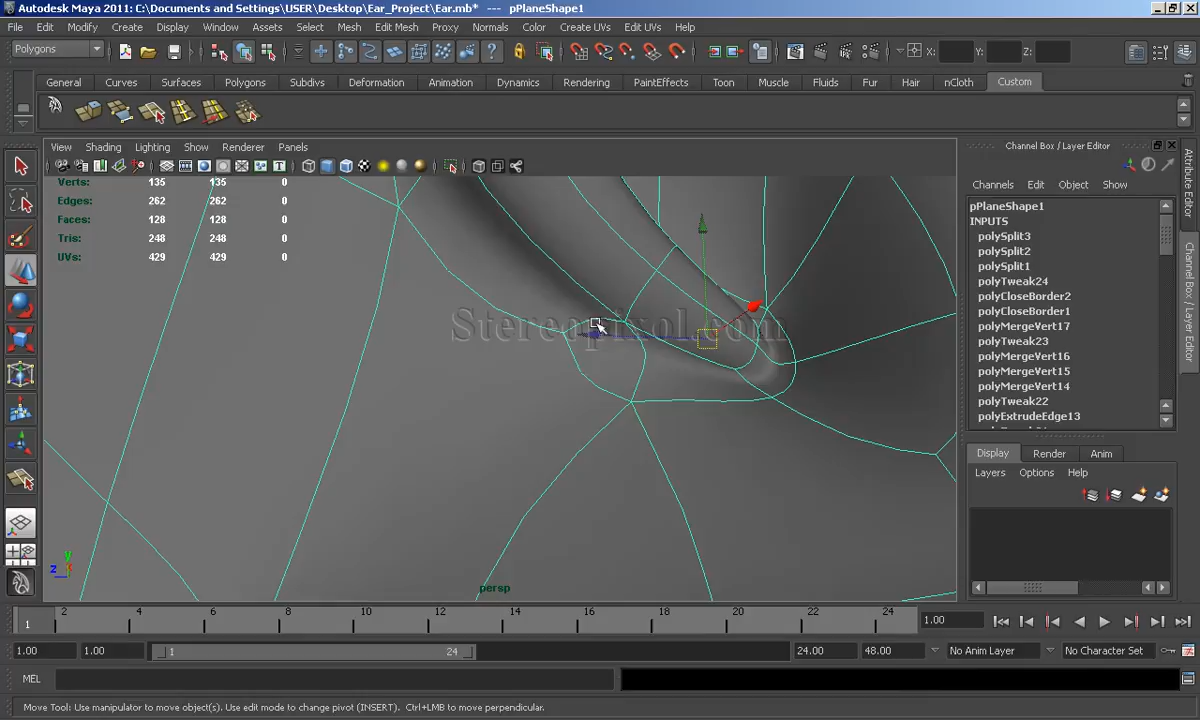 Autodesk Maya 2011: C:\Documents and Settings\USER\Desktop\Ear_Project\Ear.mb*  ---  pPlaneShape1
File Edit Modify Create Display Window Assets Select Mesh Edit Mesh Proxy Normals Color Create UVs Edit UVs Help
Polygons X: Y: Z:
General Curves Surfaces Polygons Subdivs Deformation Animation Dynamics Rendering PaintEffects Toon Muscle Fluids Fur Hair nCloth Custom
View Shading Lighting Show Renderer Panels
Channel Box / Layer Editor
Channels Edit Object Show
Verts: 135 135 0
Edges: 262 262 0
Faces: 128 128 0
Tris: 248 248 0
UVs: 429 429 0
Stereopixol.com
persp
y
z
pPlaneShape1
INPUTS
polySplit3
polySplit2
polySplit1
polyTweak24
polyCloseBorder2
polyCloseBorder1
polyMergeVert17
polyTweak23
polyMergeVert16
polyMergeVert15
polyMergeVert14
polyTweak22
polyExtrudeEdge13
Attribute Editor
Channel Box / Layer Editor
Display Render Anim
Layers Options Help
1 2 4 6 8 10 12 14 16 18 20 22 24 1.00
1.00 1.00 1 24 24.00 48.00 No Anim Layer No Character Set
MEL
Move Tool: Use manipulator to move object(s). Use edit mode to change pivot (INSERT). Ctrl+LMB to move perpendicular.